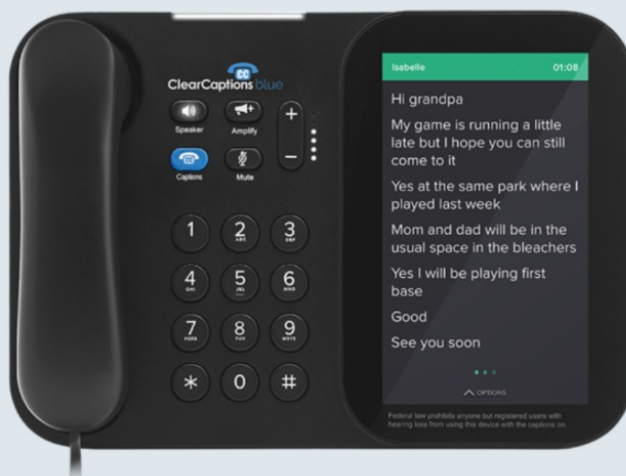 CC
ClearCaptions blue
Speaker
Amplify
+
Captions
Mute
−
1
2
ABC
3
DEF
4
GHI
5
JKL
6
MNO
7
PQRS
8
TUV
9
WXYZ
*
0
#
Isabelle 01:08
Hi grandpa
My game is running a little
late but I hope you can still
come to it
Yes at the same park where I
played last week
Mom and dad will be in the
usual space in the bleachers
Yes I will be playing first
base
Good
See you soon
OPTIONS
Federal law prohibits anyone but registered users with
hearing loss from using this device with the captions on.